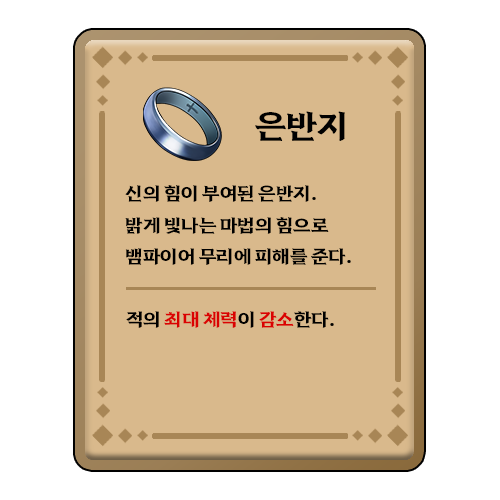 은반지
신의 힘이 부여된 은반지.
밝게 빛나는 마법의 힘으로
뱀파이어 무리에 피해를 준다.
적의 최대 체력이 감소한다.